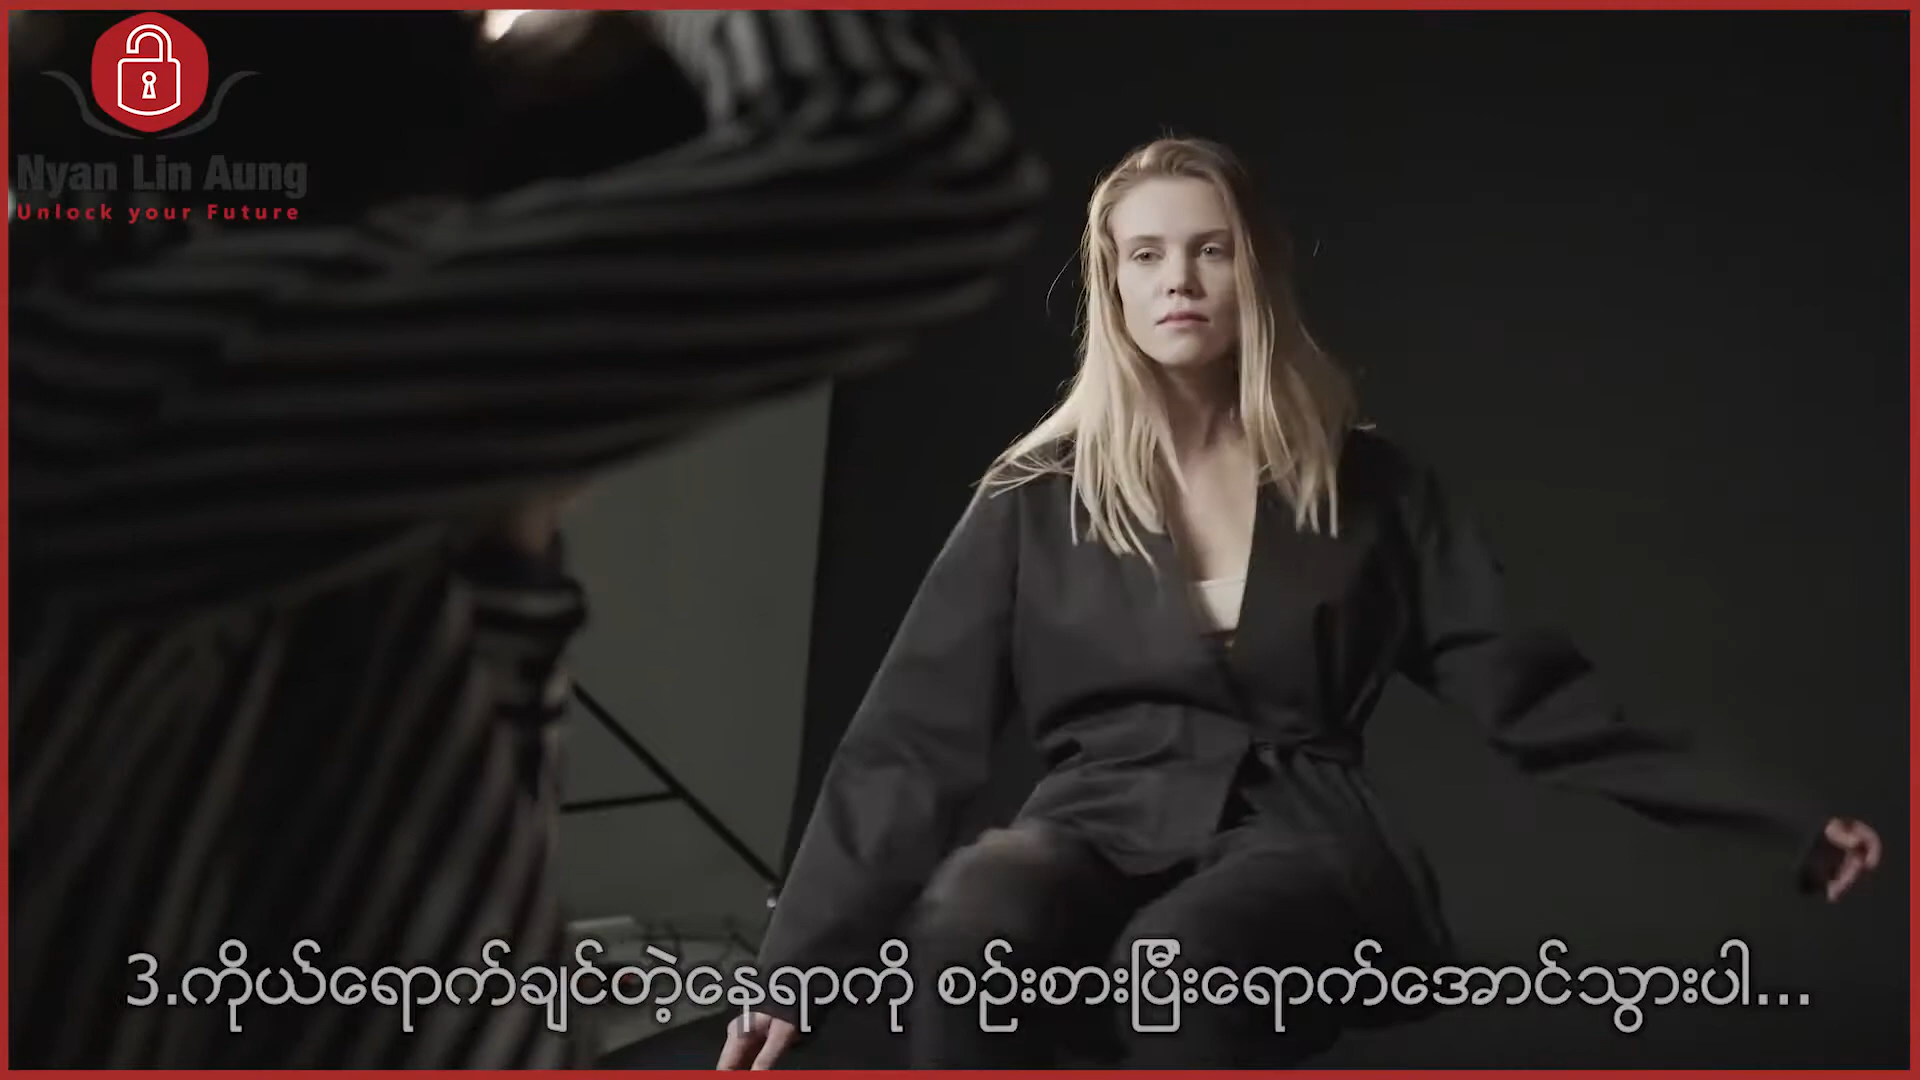 Nyan Lin Aung
Unlock your Future
3.ကိုယ်ရောက်ချင်တဲ့နေရာကို စဉ်းစားပြီးရောက်အောင်သွားပါ...